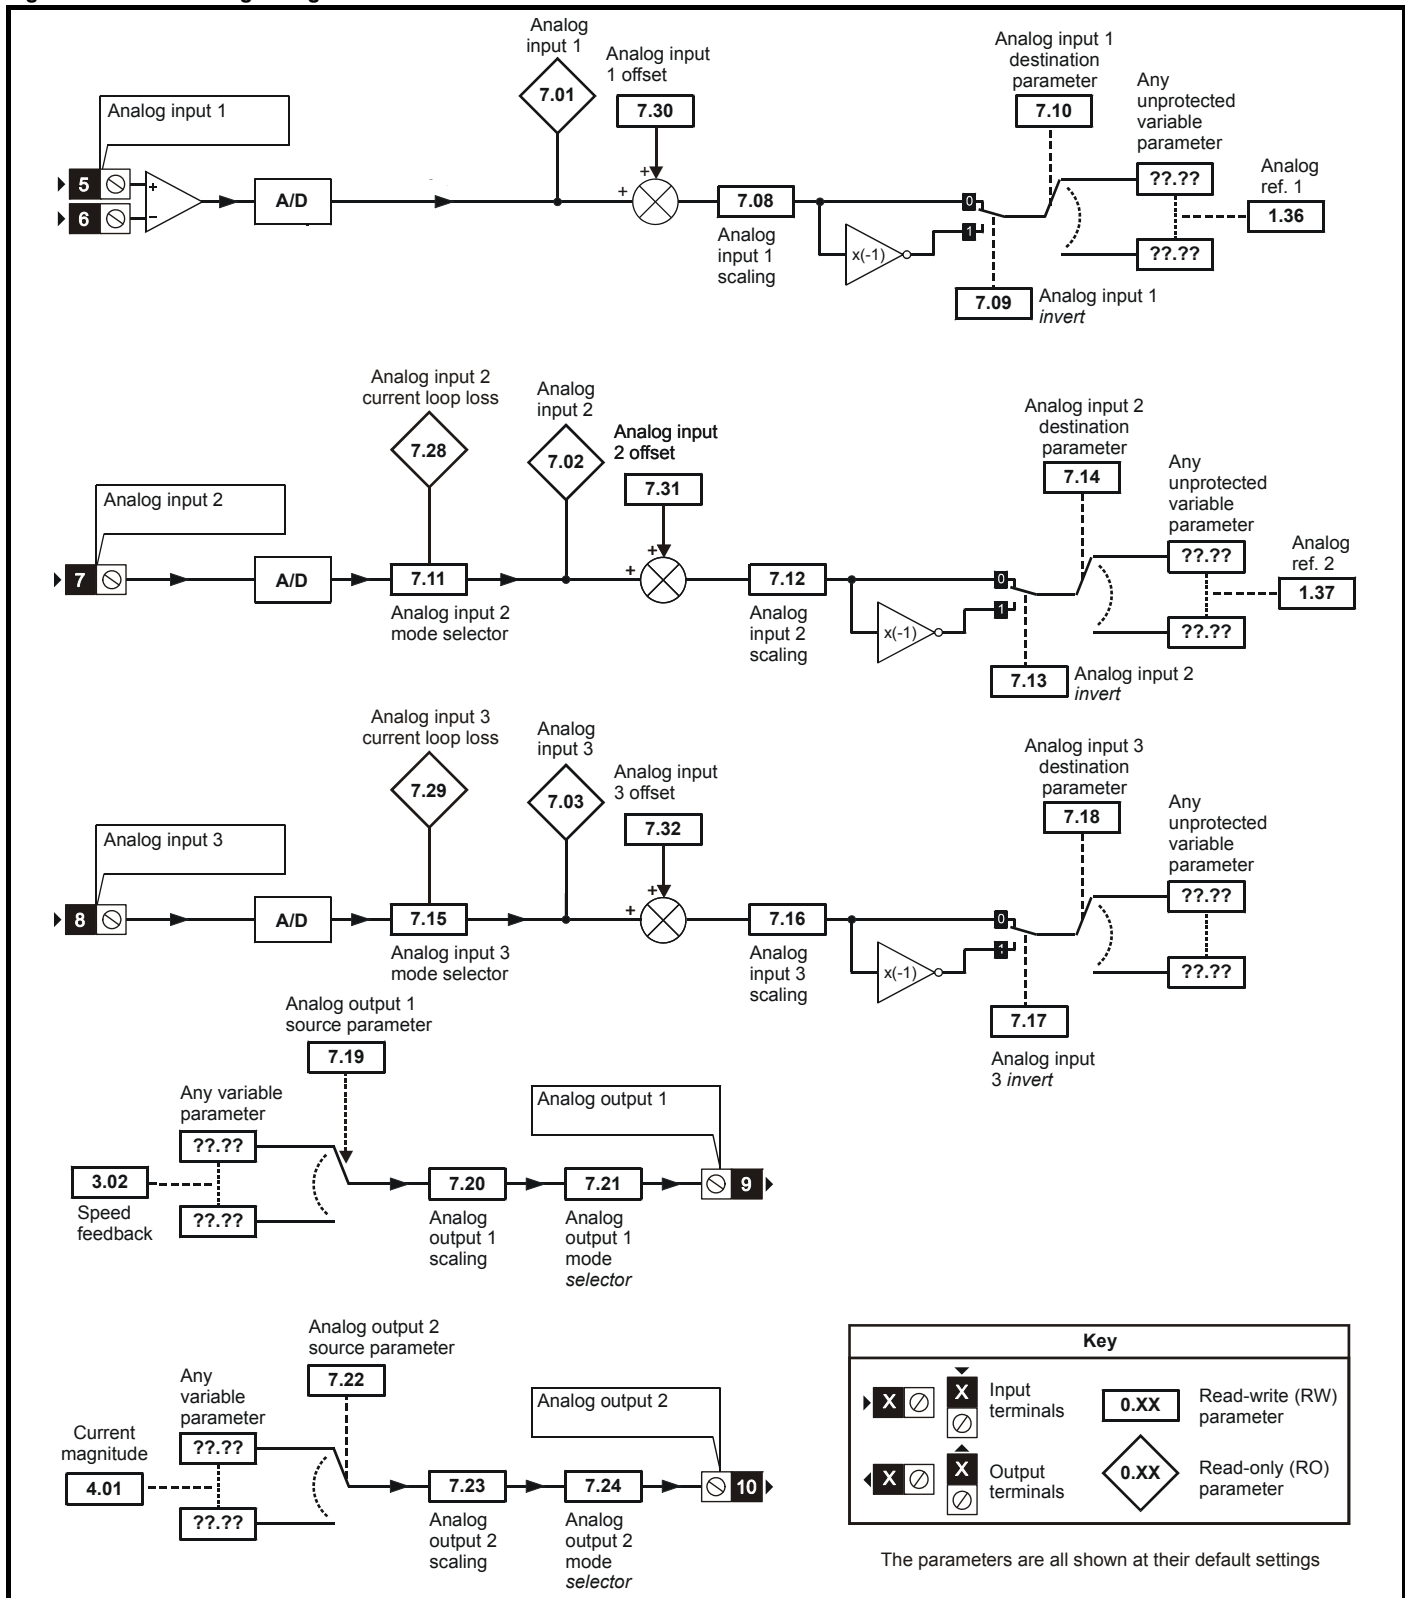 Analog
input 1
Analog input
1 offset
Analog input 1
destination
parameter
Any
unprotected
variable
parameter
Analog input 1
7.01
7.30
7.10
5
6
+
−
A/D
+
+
7.08
Analog
input 1
scaling
x(-1)
0
1
7.09
Analog input 1
invert
??.??
??.??
Analog
ref. 1
1.36
Analog input 2
current loop loss
Analog
input 2
Analog input
2 offset
Analog input 2
destination
parameter
Any
unprotected
variable
parameter
Analog input 2
7.28
7.02
7.31
7.14
7
A/D
7.11
Analog input 2
mode selector
+
+
7.12
Analog
input 2
scaling
x(-1)
0
1
7.13
Analog input 2
invert
??.??
??.??
Analog
ref. 2
1.37
Analog input 3
current loop loss
Analog
input 3
Analog input
3 offset
Analog input 3
destination
parameter
Any
unprotected
variable
parameter
Analog input 3
7.29
7.03
7.32
7.18
8
A/D
7.15
Analog input 3
mode selector
+
+
7.16
Analog
input 3
scaling
x(-1)
0
1
7.17
Analog input
3 invert
??.??
??.??
Analog output 1
source parameter
7.19
Any variable
parameter
??.??
??.??
3.02
Speed
feedback
7.20
Analog
output 1
scaling
7.21
Analog
output 1
mode
selector
Analog output 1
9
Analog output 2
source parameter
7.22
Any
variable
parameter
??.??
??.??
Current
magnitude
4.01
7.23
Analog
output 2
scaling
7.24
Analog
output 2
mode
selector
Analog output 2
10
Key
X
X
Input
terminals
0.XX
Read-write (RW)
parameter
X
X
Output
terminals
0.XX
Read-only (RO)
parameter
The parameters are all shown at their default settings